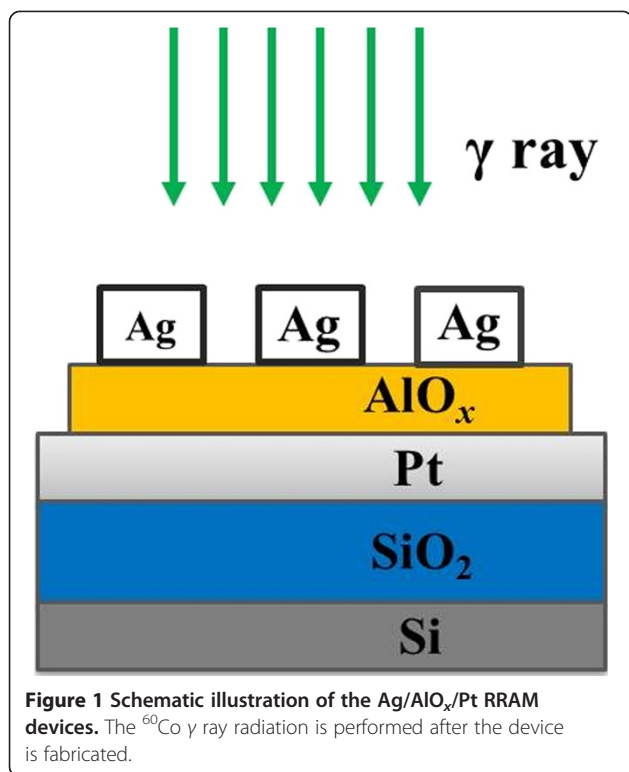 γ ray
Ag Ag Ag
AlOₓ
Pt
SiO₂
Si
Figure 1 Schematic illustration of the Ag/AlOₓ/Pt RRAM
devices. The ⁶⁰Co γ ray radiation is performed after the device
is fabricated.